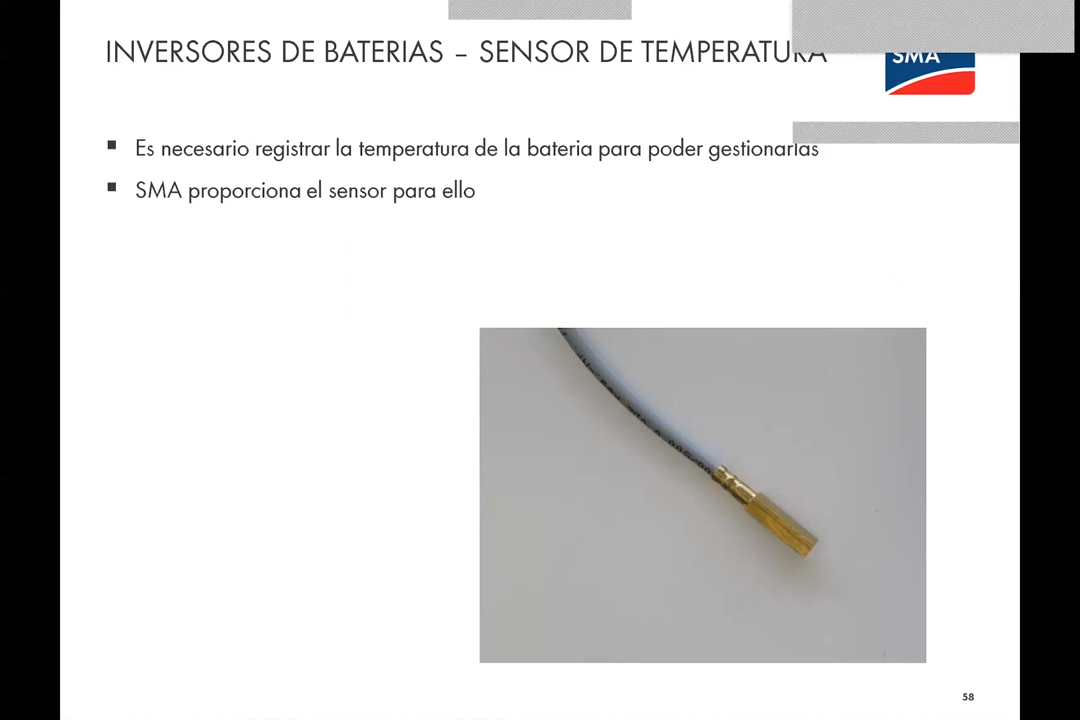 INVERSORES DE BATERIAS – SENSOR DE TEMPERATURA
SMA
Es necesario registrar la temperatura de la bateria para poder gestionarlas
SMA proporciona el sensor para ello
58